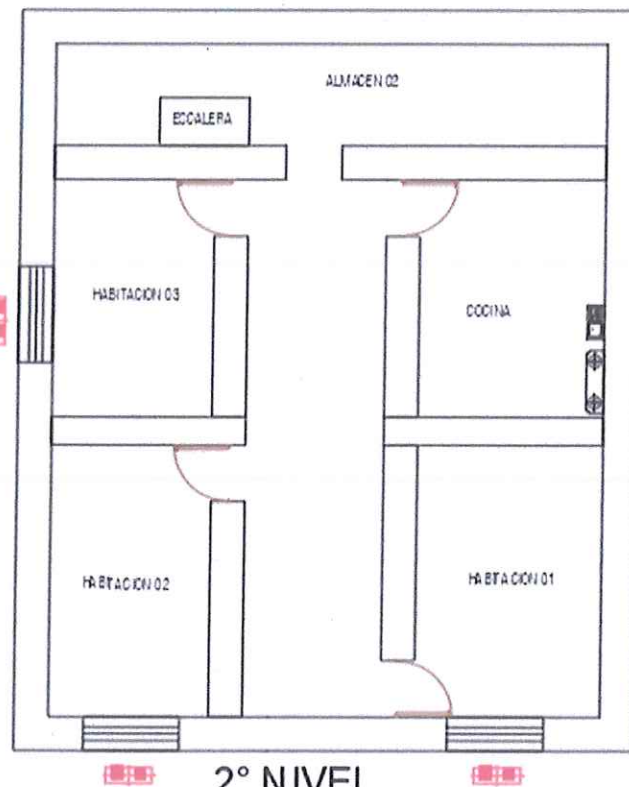 ALMACEN 02
ESCALERA
HABITACION 03
COCINA
HABITACION 02
HABITACION 01
2° NIVEL